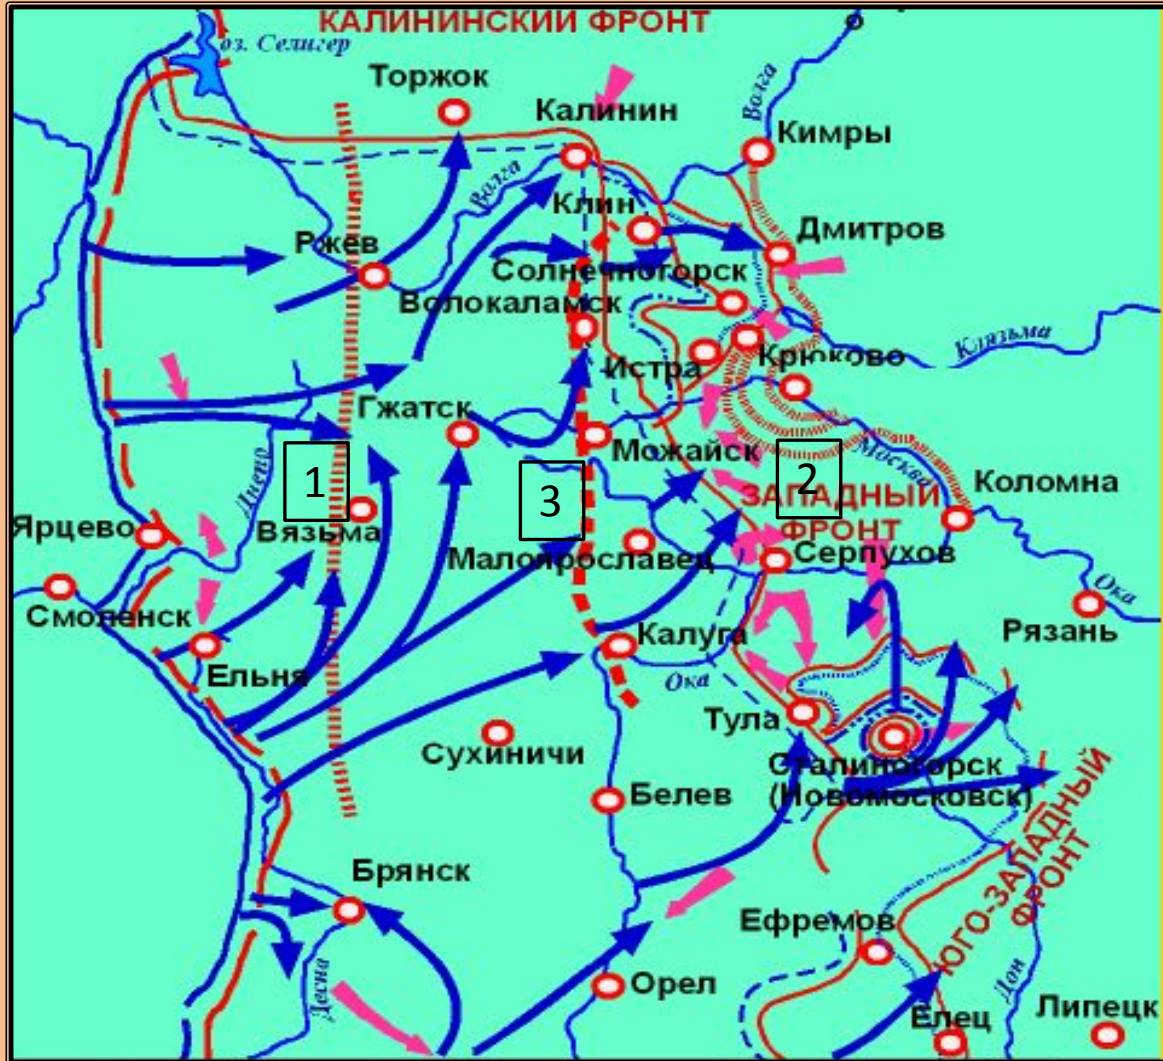 КАЛИНИНСКИЙ ФРОНТ
оз. Селигер
Торжок
Калинин
Волга
Кимры
Волга
Клин
Дмитров
Ржев
Солнечногорск
Волокаламск
Клязьма
Истра
Крюково
Гжатск
Можайск
Москва
1
2
3
Коломна
Днепр
ЗАПАДНЫЙ
ФРОНТ
Ярцево
Вязьма
Малоярославец
Серпухов
Ока
Смоленск
Рязань
Калуга
Ельня
Ока
Тула
Сухиничи
Сталиногорск
(Новомосковск)
Белев
ЮГО-ЗАПАДНЫЙ
ФРОНТ
Брянск
Ефремов
Десна
Орел
Дон
Липецк
Елец